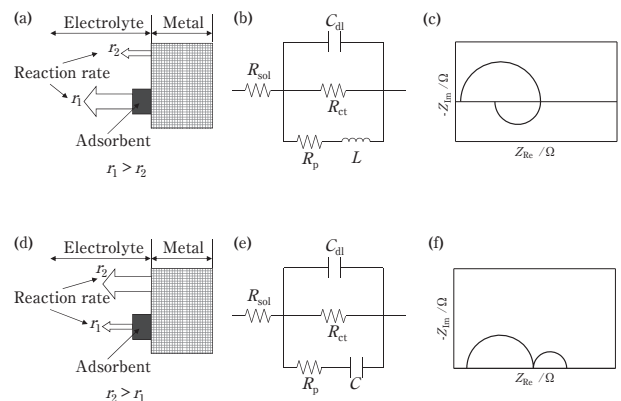 (a)
Electrolyte
Metal
r2
Reaction rate
r1
Adsorbent
r1 > r2
(b)
Cdl
Rsol
Rct
Rp
L
(c)
-ZIm /Ω
ZRe /Ω
(d)
Electrolyte
Metal
r2
Reaction rate
r1
Adsorbent
r2 > r1
(e)
Cdl
Rsol
Rct
Rp
C
(f)
-ZIm /Ω
ZRe /Ω